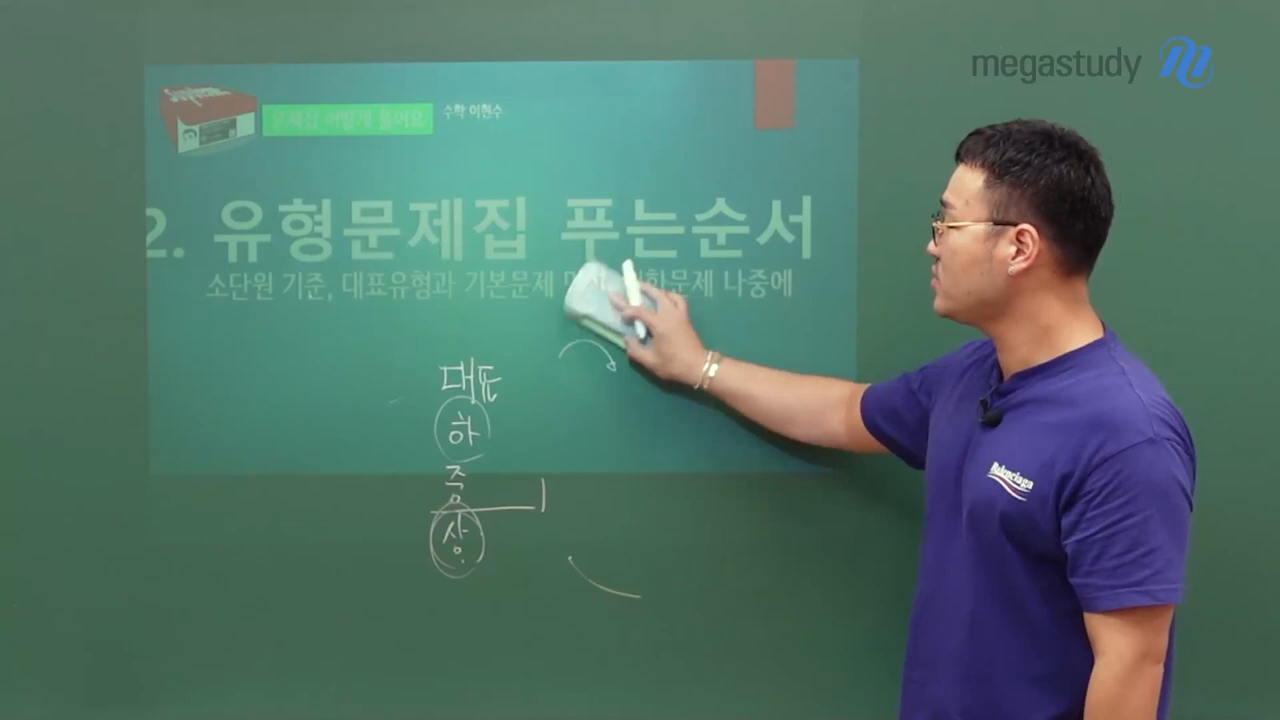 megastudy
문제집 어떻게 풀어요
수학 이현수
2. 유형문제집 푸는순서
소단원 기준, 대표유형과 기본문제 문제 나중에
대표
하
중
상
Balenciaga